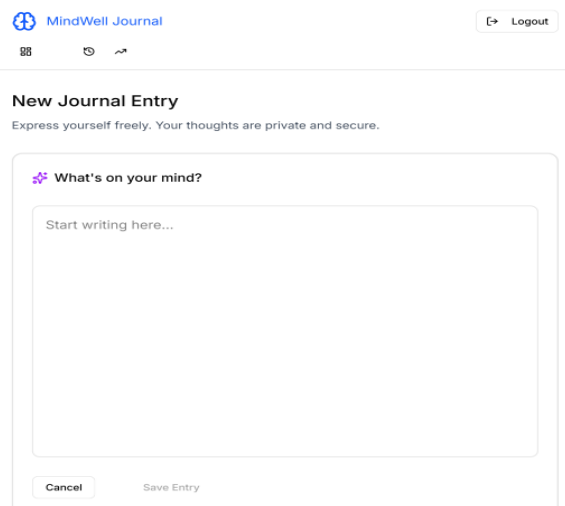 MindWell Journal
Logout
New Journal Entry
Express yourself freely. Your thoughts are private and secure.
What's on your mind?
Start writing here...
Cancel
Save Entry